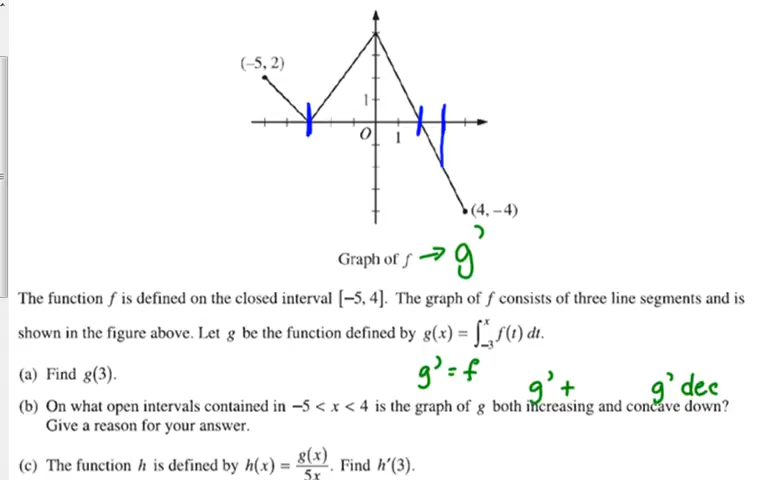 (−5, 2)
1
O
1
(4, −4)
Graph of f → g'
The function f is defined on the closed interval [−5, 4]. The graph of f consists of three line segments and is
shown in the figure above. Let g be the function defined by g(x) = ∫_{−3}^{x} f(t) dt.
(a) Find g(3).
g' = f
g' +
g' dec
(b) On what open intervals contained in −5 < x < 4 is the graph of g both increasing and concave down?
Give a reason for your answer.
(c) The function h is defined by h(x) = g(x)/5x. Find h′(3).